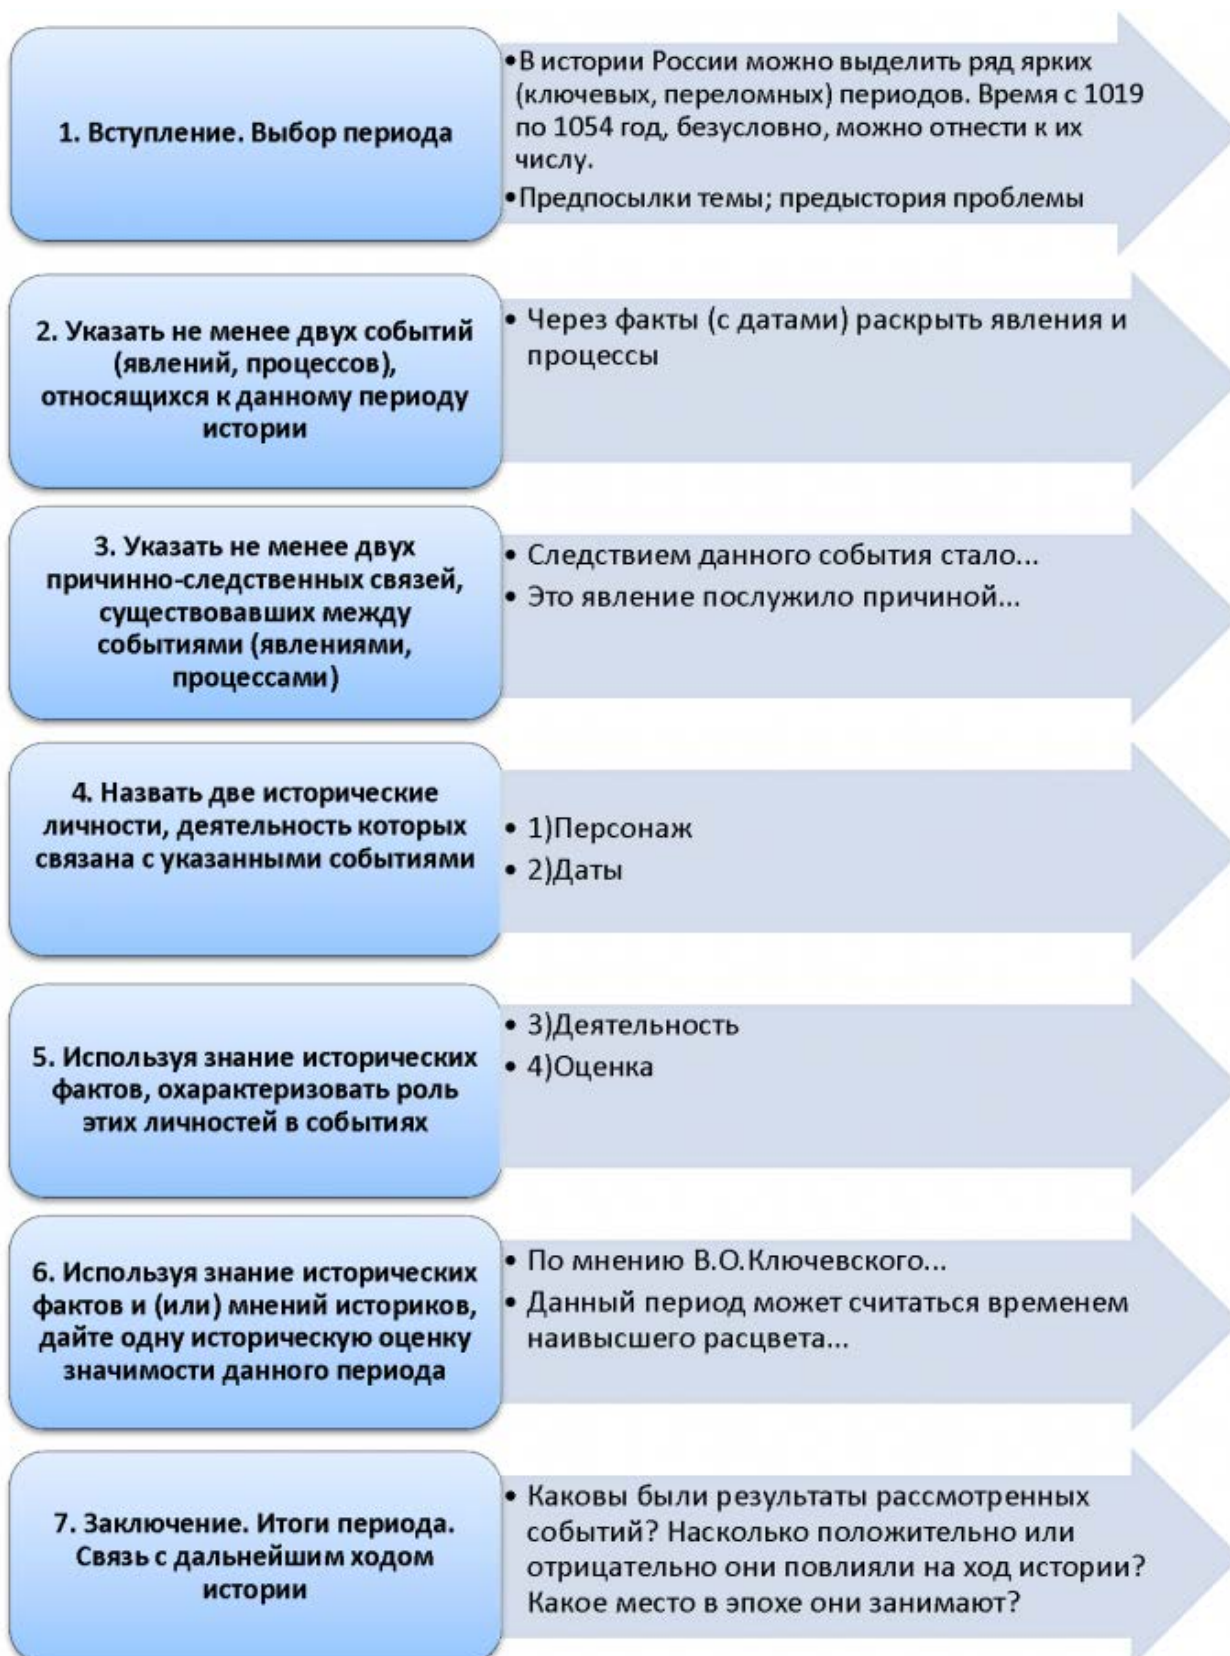 1. Вступление. Выбор периода
•В истории России можно выделить ряд ярких
(ключевых, переломных) периодов. Время с 1019
по 1054 год, безусловно, можно отнести к их
числу.
•Предпосылки темы; предыстория проблемы
2. Указать не менее двух событий
(явлений, процессов),
относящихся к данному периоду
истории
• Через факты (с датами) раскрыть явления и
процессы
3. Указать не менее двух
причинно-следственных связей,
существовавших между
событиями (явлениями,
процессами)
• Следствием данного события стало...
• Это явление послужило причиной...
4. Назвать две исторические
личности, деятельность которых
связана с указанными событиями
• 1)Персонаж
• 2)Даты
5. Используя знание исторических
фактов, охарактеризовать роль
этих личностей в событиях
• 3)Деятельность
• 4)Оценка
6. Используя знание исторических
фактов и (или) мнений историков,
дайте одну историческую оценку
значимости данного периода
• По мнению В.О.Ключевского...
• Данный период может считаться временем
наивысшего расцвета...
7. Заключение. Итоги периода.
Связь с дальнейшим ходом
истории
• Каковы были результаты рассмотренных
событий? Насколько положительно или
отрицательно они повлияли на ход истории?
Какое место в эпохе они занимают?